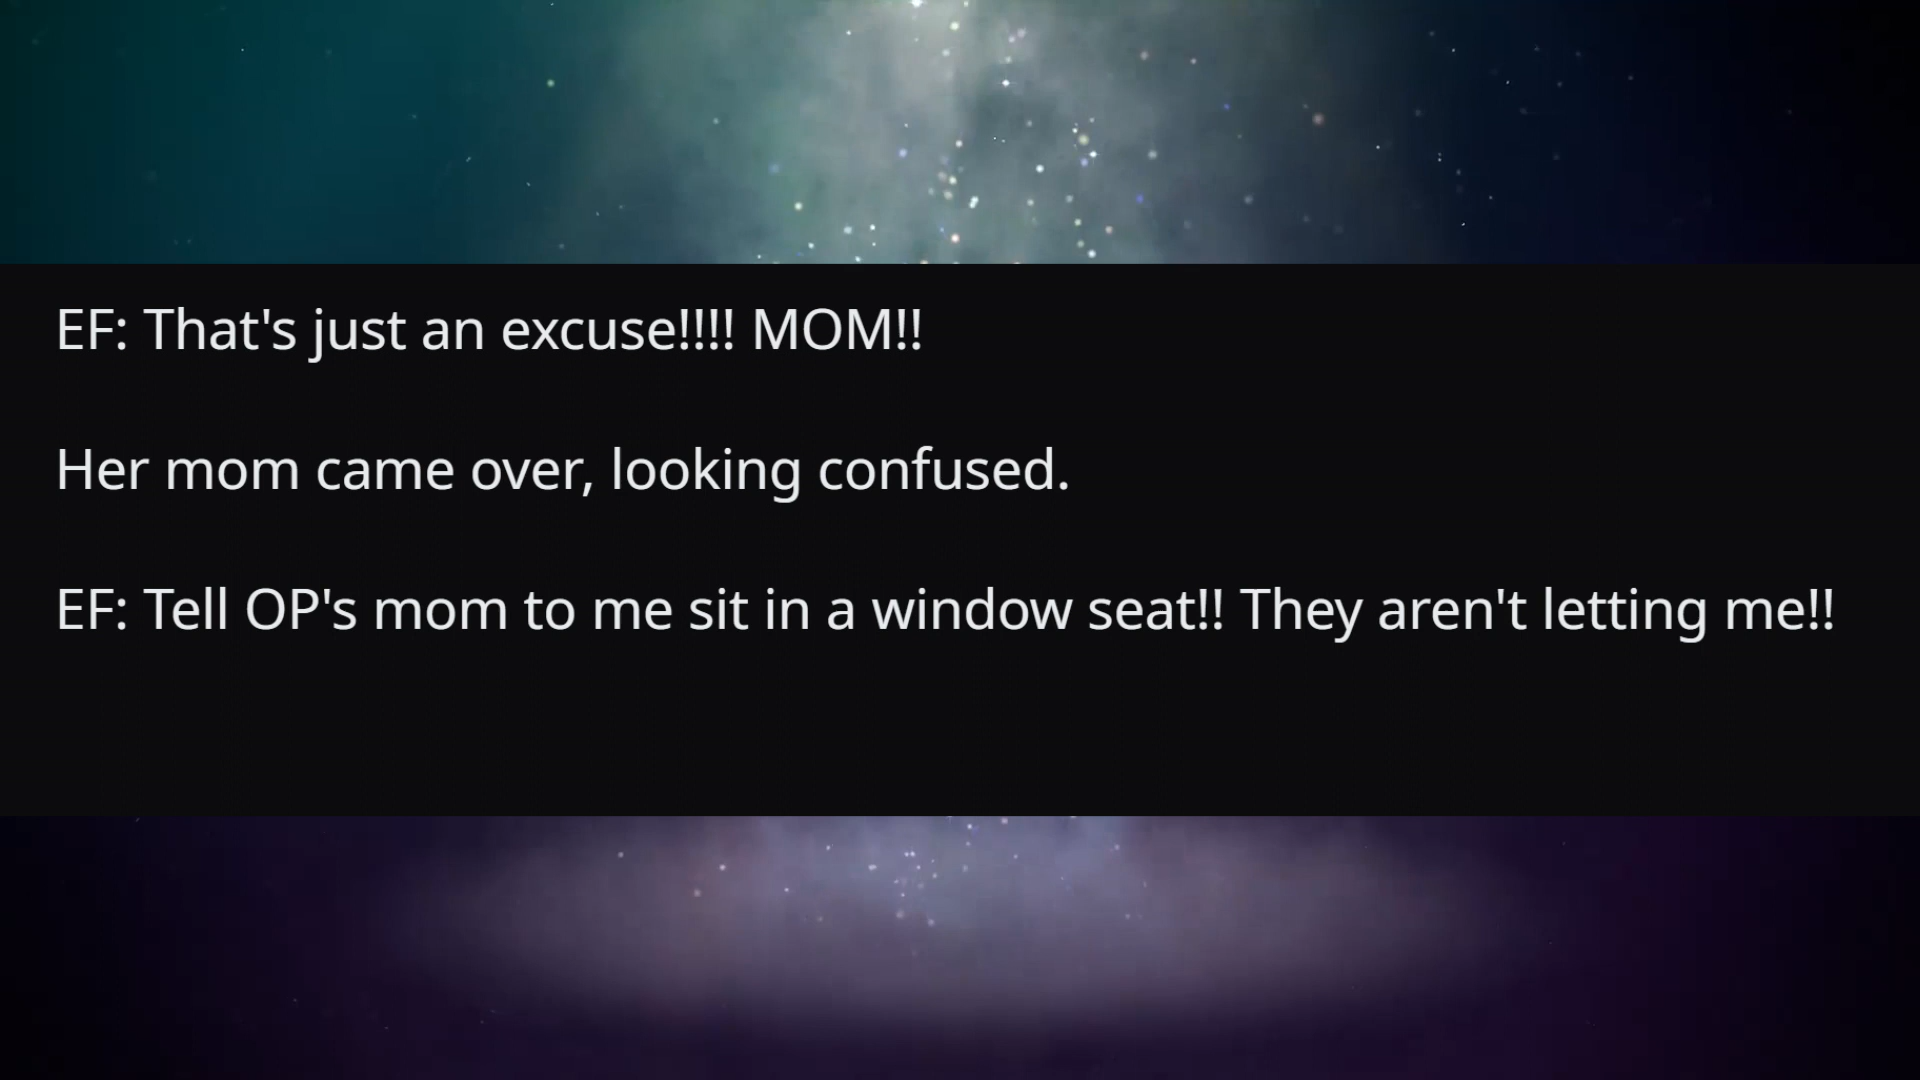 EF: That's just an excuse!!!! MOM!!
Her mom came over, looking confused.
EF: Tell OP's mom to me sit in a window seat!! They aren't letting me!!